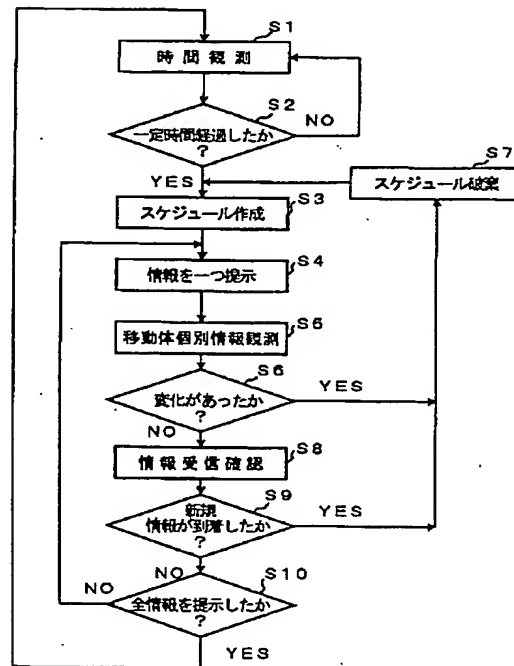 S1
時間観測
S2
一定時間経過したか
?
NO
YES
S7
スケジュール破棄
S3
スケジュール作成
S4
情報を一つ提示
S5
移動体個別情報観測
S6
変化があったか
?
YES
NO
S8
情報受信確認
S9
新規
情報が到着したか
?
YES
NO
S10
全情報を提示したか
?
NO
YES